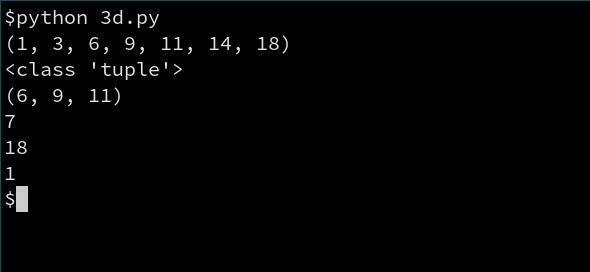 $python 3d.py
(1, 3, 6, 9, 11, 14, 18)
<class 'tuple'>
(6, 9, 11)
7
18
1
$